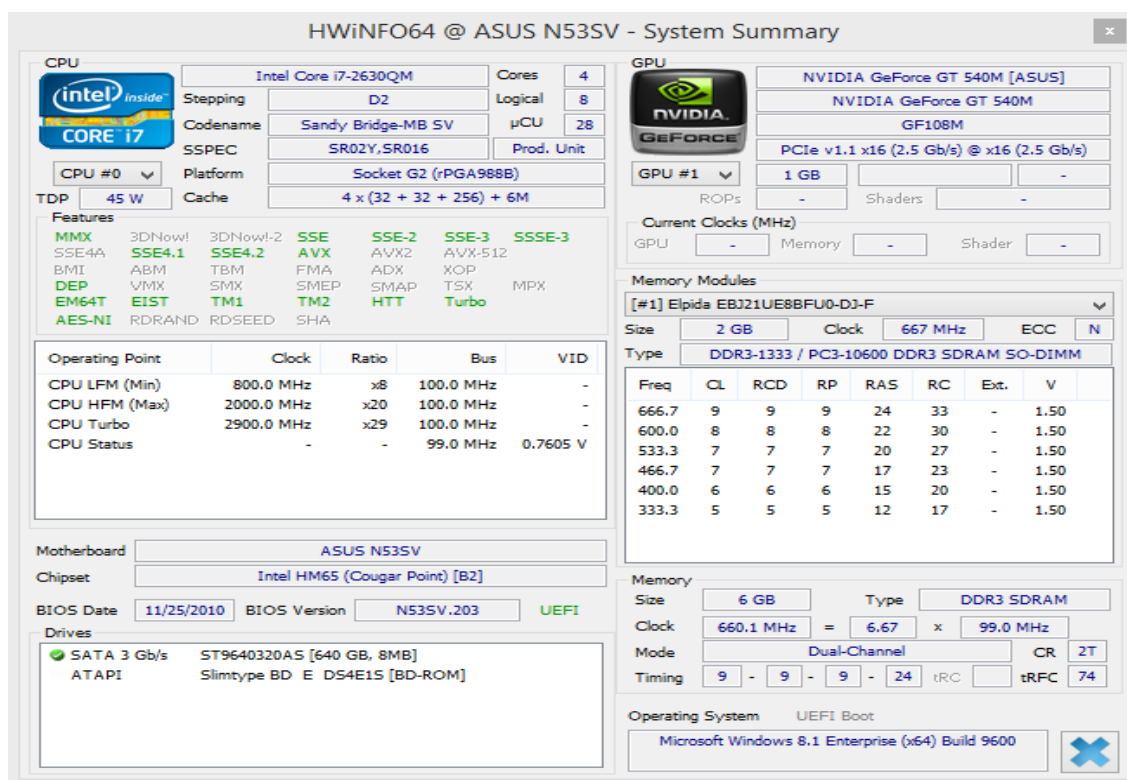 HWiNFO64 @ ASUS N53SV - System Summary
CPU
intel inside™
CORE™ i7
Intel Core i7-2630QM Cores 4
Stepping D2 Logical 8
Codename Sandy Bridge-MB SV µCU 28
SSPEC SR02Y,SR016 Prod. Unit
CPU #0 Platform Socket G2 (rPGA988B)
TDP 45 W Cache 4 x (32 + 32 + 256) + 6M
Features
MMX 3DNow! 3DNow!-2 SSE SSE-2 SSE-3 SSSE-3
SSE4A SSE4.1 SSE4.2 AVX AVX2 AVX-512
BMI ABM TBM FMA ADX XOP
DEP VMX SMX SMEP SMAP TSX MPX
EM64T EIST TM1 TM2 HTT Turbo
AES-NI RDRAND RDSEED SHA
Operating Point Clock Ratio Bus VID
CPU LFM (Min) 800.0 MHz x8 100.0 MHz -
CPU HFM (Max) 2000.0 MHz x20 100.0 MHz -
CPU Turbo 2900.0 MHz x29 100.0 MHz -
CPU Status - - 99.0 MHz 0.7605 V
Motherboard ASUS N53SV
Chipset Intel HM65 (Cougar Point) [B2]
BIOS Date 11/25/2010 BIOS Version N53SV.203 UEFI
Drives
SATA 3 Gb/s ST9640320AS [640 GB, 8MB]
ATAPI Slimtype BD E DS4E1S [BD-ROM]
GPU
NVIDIA.
GEFORCE
NVIDIA GeForce GT 540M [ASUS]
NVIDIA GeForce GT 540M
GF108M
PCIe v1.1 x16 (2.5 Gb/s) @ x16 (2.5 Gb/s)
GPU #1 1 GB -
ROPs - Shaders -
Current Clocks (MHz)
GPU - Memory - Shader -
Memory Modules
[#1] Elpida EBJ21UE8BFU0-DJ-F
Size 2 GB Clock 667 MHz ECC N
Type DDR3-1333 / PC3-10600 DDR3 SDRAM SO-DIMM
Freq CL RCD RP RAS RC Ext. V
666.7 9 9 9 24 33 - 1.50
600.0 8 8 8 22 30 - 1.50
533.3 7 7 7 20 27 - 1.50
466.7 7 7 7 17 23 - 1.50
400.0 6 6 6 15 20 - 1.50
333.3 5 5 5 12 17 - 1.50
Memory
Size 6 GB Type DDR3 SDRAM
Clock 660.1 MHz = 6.67 x 99.0 MHz
Mode Dual-Channel CR 2T
Timing 9 - 9 - 9 - 24 tRC tRFC 74
Operating System UEFI Boot
Microsoft Windows 8.1 Enterprise (x64) Build 9600